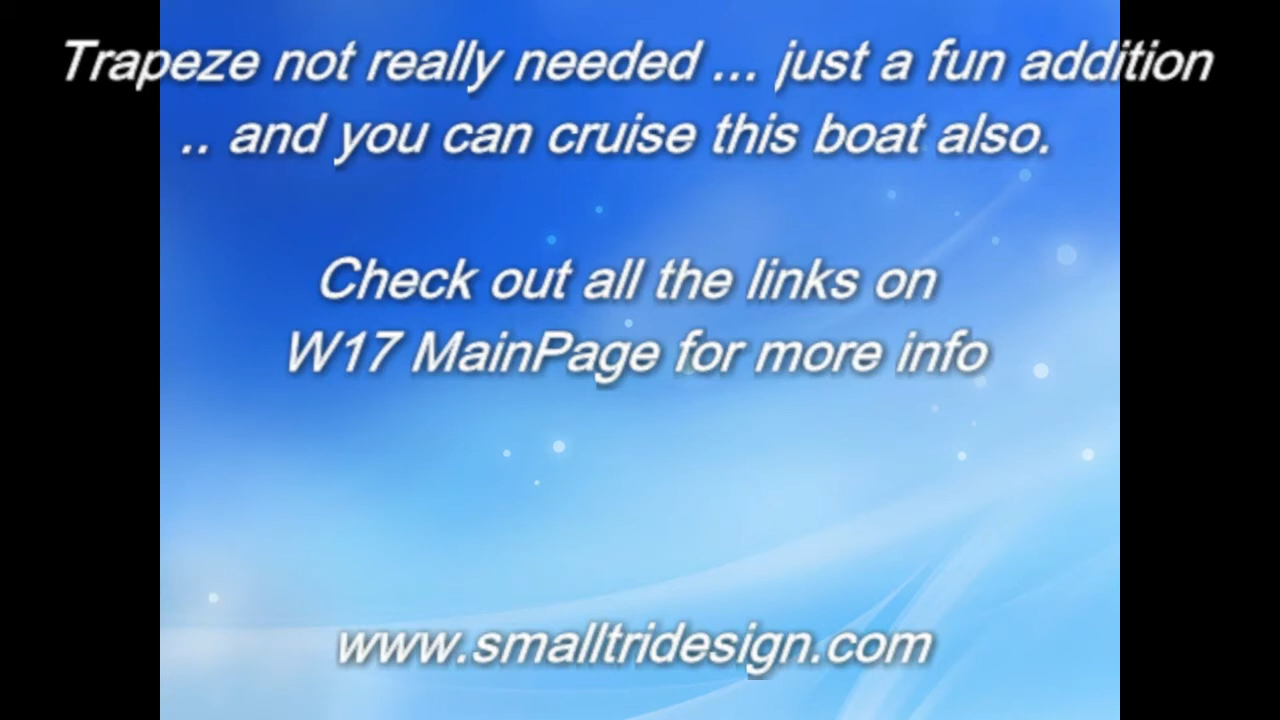 Trapeze not really needed ... just a fun addition
.. and you can cruise this boat also.
Check out all the links on
W17 MainPage for more info
www.smalltridesign.com